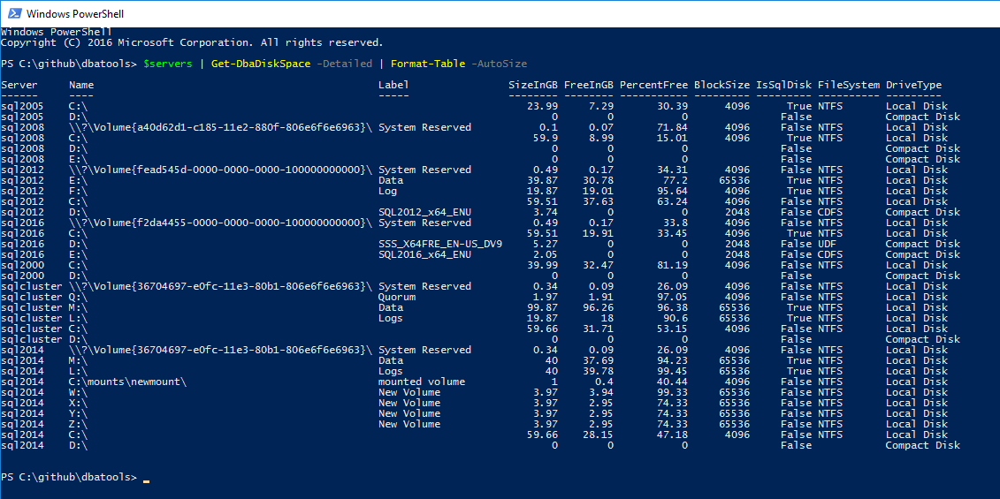 Windows PowerShell
Windows PowerShell
Copyright (C) 2016 Microsoft Corporation. All rights reserved.
PS C:\github\dbatools> $servers | Get-DbaDiskSpace -Detailed | Format-Table -AutoSize
Server Name Label SizeInGB FreeInGB PercentFree BlockSize IsSqlDisk FileSystem DriveType
------ ---- ----- -------- -------- ----------- --------- --------- ---------- ---------
sql2005 C:\ 23.99 7.29 30.39 4096 True NTFS Local Disk
sql2005 D:\ 0 0 0 False Compact Disk
sql2008 \\?\Volume{a40d62d1-c185-11e2-880f-806e6f6e6963}\ System Reserved 0.1 0.07 71.84 4096 False NTFS Local Disk
sql2008 C:\ 59.9 8.99 15.01 4096 True NTFS Local Disk
sql2008 D:\ 0 0 0 False Compact Disk
sql2008 E:\ 0 0 0 False Compact Disk
sql2012 \\?\Volume{fead545d-0000-0000-0000-100000000000}\ System Reserved 0.49 0.17 34.31 4096 False NTFS Local Disk
sql2012 E:\ Data 39.87 30.78 77.2 65536 True NTFS Local Disk
sql2012 F:\ Log 19.87 19.01 95.64 4096 True NTFS Local Disk
sql2012 C:\ 59.51 37.63 63.24 4096 False NTFS Local Disk
sql2012 D:\ SQL2012_x64_ENU 3.74 0 0 2048 False CDFS Compact Disk
sql2016 \\?\Volume{f2da4455-0000-0000-0000-100000000000}\ System Reserved 0.49 0.17 33.8 4096 False NTFS Local Disk
sql2016 C:\ 59.51 19.91 33.45 4096 True NTFS Local Disk
sql2016 D:\ SSS_X64FRE_EN-US_DV9 5.27 0 0 2048 False UDF Compact Disk
sql2016 E:\ SQL2016_x64_ENU 2.05 0 0 2048 False CDFS Compact Disk
sql2000 C:\ 39.99 32.47 81.19 4096 False NTFS Local Disk
sql2000 D:\ 0 0 0 False Compact Disk
sqlcluster \\?\Volume{36704697-e0fc-11e3-80b1-806e6f6e6963}\ System Reserved 0.34 0.09 26.09 4096 False NTFS Local Disk
sqlcluster Q:\ Quorum 1.97 1.91 97.05 4096 False NTFS Local Disk
sqlcluster M:\ Data 99.87 96.26 96.38 65536 True NTFS Local Disk
sqlcluster L:\ Logs 19.87 18 90.6 65536 True NTFS Local Disk
sqlcluster C:\ 59.66 31.71 53.15 4096 False NTFS Local Disk
sqlcluster D:\ 0 0 0 False Compact Disk
sql2014 \\?\Volume{36704697-e0fc-11e3-80b1-806e6f6e6963}\ System Reserved 0.34 0.09 26.09 4096 False NTFS Local Disk
sql2014 M:\ Data 40 37.69 94.23 65536 True NTFS Local Disk
sql2014 L:\ Logs 40 39.78 99.45 65536 True NTFS Local Disk
sql2014 C:\mounts\newmount\ mounted volume 1 0.4 40.44 4096 False NTFS Local Disk
sql2014 W:\ New Volume 3.97 3.94 99.33 65536 False NTFS Local Disk
sql2014 X:\ New Volume 3.97 2.95 74.33 65536 False NTFS Local Disk
sql2014 Y:\ New Volume 3.97 2.95 74.33 65536 False NTFS Local Disk
sql2014 Z:\ New Volume 3.97 2.95 74.33 65536 False NTFS Local Disk
sql2014 C:\ 59.66 28.15 47.18 4096 False NTFS Local Disk
sql2014 D:\ 0 0 0 False Compact Disk
PS C:\github\dbatools> _